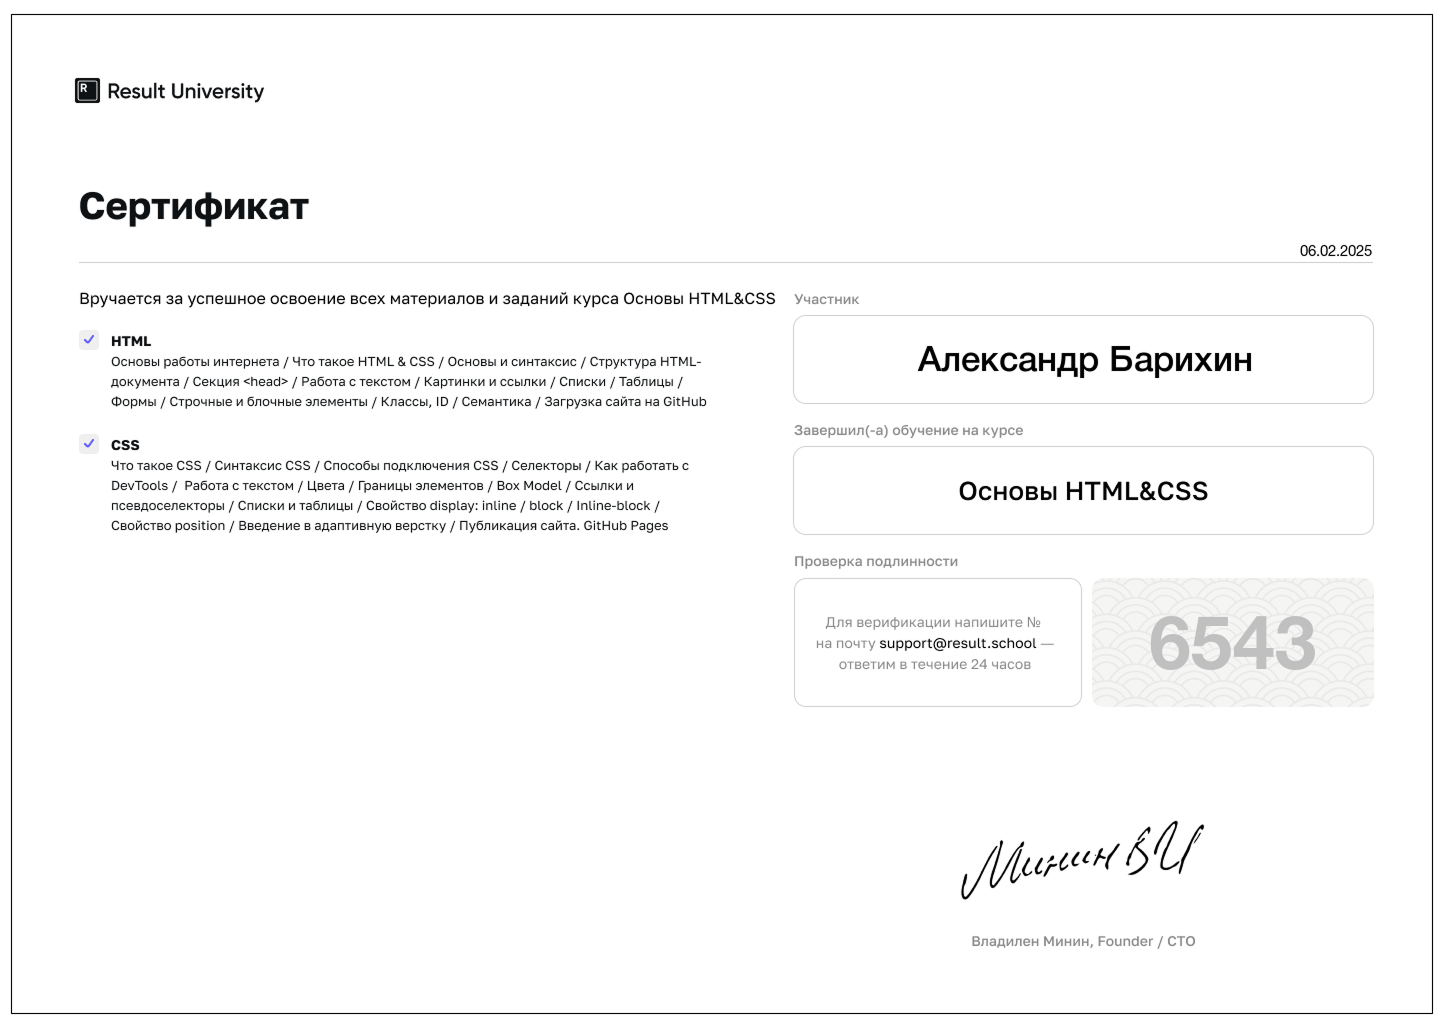 R Result University
Сертификат
06.02.2025
Вручается за успешное освоение всех материалов и заданий курса Основы HTML&CSS
HTML
Основы работы интернета / Что такое HTML & CSS / Основы и синтаксис / Структура HTML-
документа / Секция <head> / Работа с текстом / Картинки и ссылки / Списки / Таблицы /
Формы / Строчные и блочные элементы / Классы, ID / Семантика / Загрузка сайта на GitHub
CSS
Что такое CSS / Синтаксис CSS / Способы подключения CSS / Селекторы / Как работать с
DevTools /  Работа с текстом / Цвета / Границы элементов / Box Model / Ссылки и
псевдоселекторы / Списки и таблицы / Свойство display: inline / block / Inline-block /
Свойство position / Введение в адаптивную верстку / Публикация сайта. GitHub Pages
Участник
Александр Барихин
Завершил(-а) обучение на курсе
Основы HTML&CSS
Проверка подлинности
Для верификации напишите №
на почту support@result.school —
ответим в течение 24 часов
6543
Минин ВИ
Владилен Минин, Founder / CTO